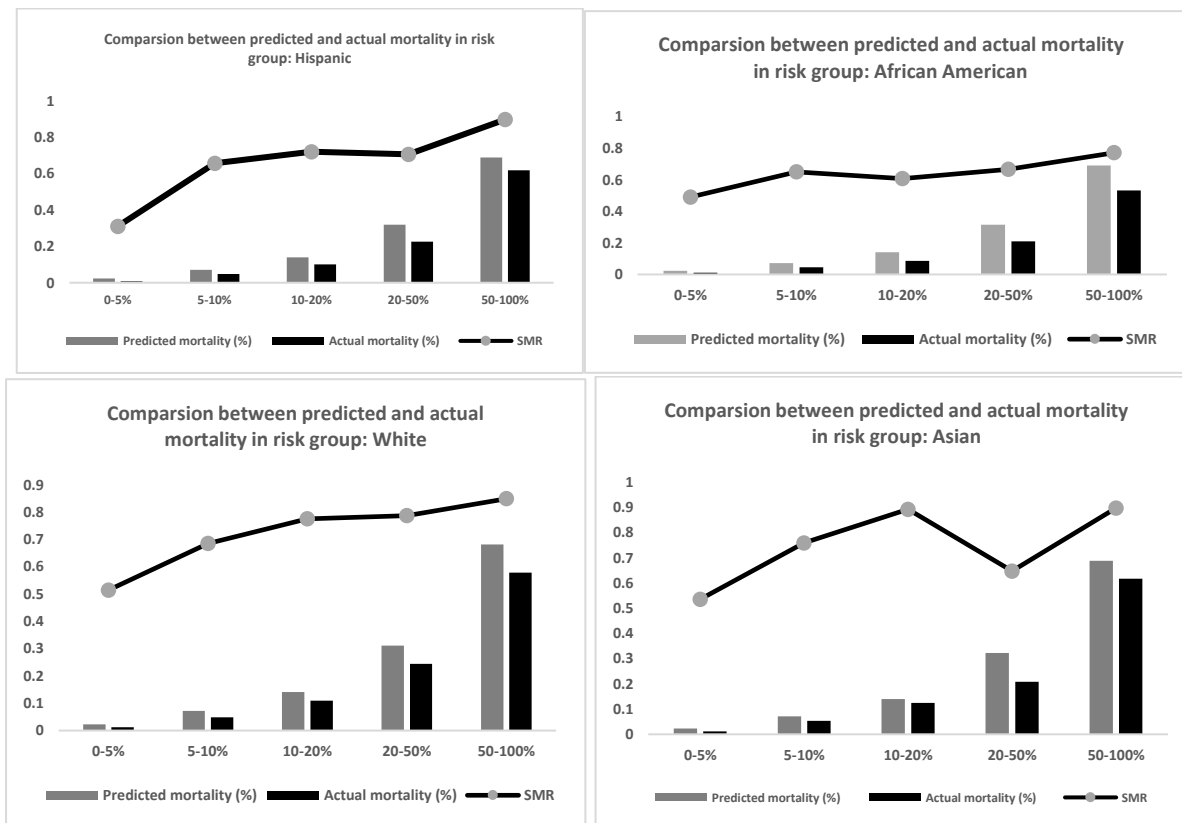 Comparsion between predicted and actual mortality in risk
group: Hispanic
1
0.8
0.6
0.4
0.2
0
0-5%
5-10%
10-20%
20-50%
50-100%
Predicted mortality (%)
Actual mortality (%)
SMR
Comparsion between predicted and actual mortality
in risk group: African American
1
0.8
0.6
0.4
0.2
0
0-5%
5-10%
10-20%
20-50%
50-100%
Predicted mortality (%)
Actual mortality (%)
SMR
Comparsion between predicted and actual
mortality in risk group: White
0.9
0.8
0.7
0.6
0.5
0.4
0.3
0.2
0.1
0
0-5%
5-10%
10-20%
20-50%
50-100%
Predicted mortality (%)
Actual mortality (%)
SMR
Comparsion between predicted and actual mortality
in risk group: Asian
1
0.9
0.8
0.7
0.6
0.5
0.4
0.3
0.2
0.1
0
0-5%
5-10%
10-20%
20-50%
50-100%
Predicted mortality (%)
Actual mortality (%)
SMR